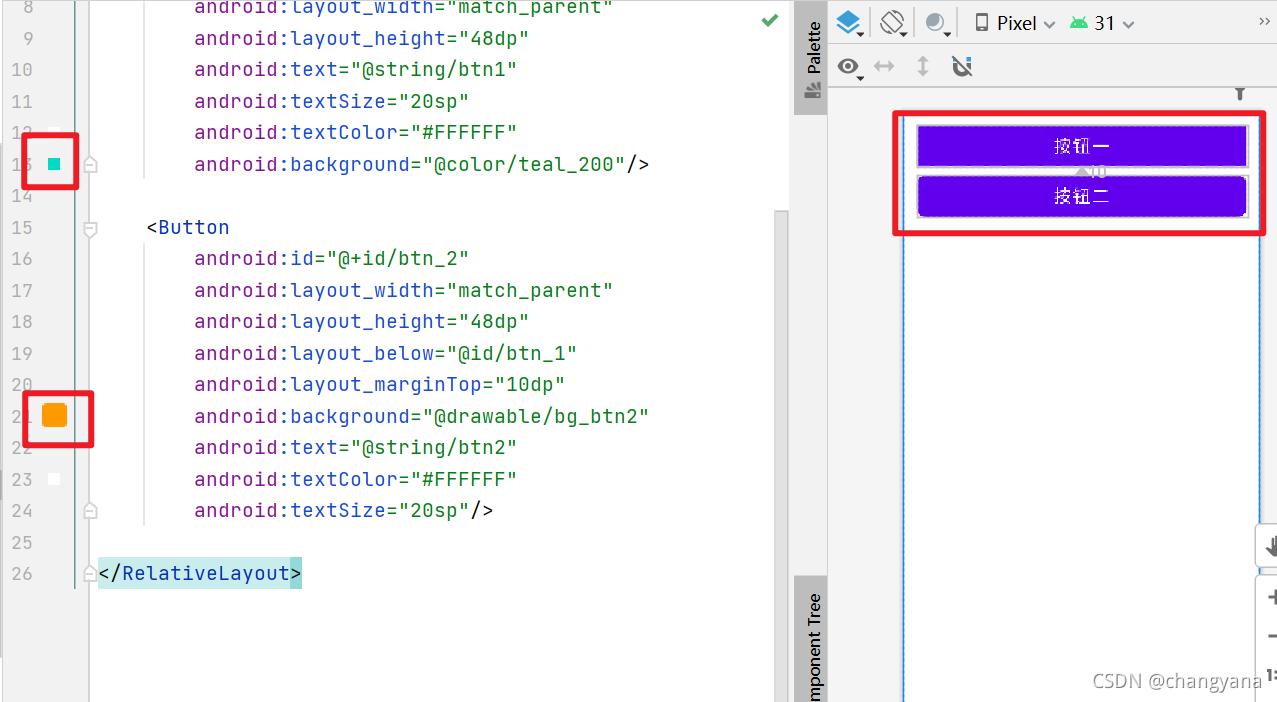 8 android:layout_width="match_parent"
9 android:layout_height="48dp"
10 android:text="@string/btn1"
11 android:textSize="20sp"
12 android:textColor="#FFFFFF"
13 android:background="@color/teal_200"/>
14
15 <Button
16 android:id="@+id/btn_2"
17 android:layout_width="match_parent"
18 android:layout_height="48dp"
19 android:layout_below="@id/btn_1"
20 android:layout_marginTop="10dp"
21 android:background="@drawable/bg_btn2"
22 android:text="@string/btn2"
23 android:textColor="#FFFFFF"
24 android:textSize="20sp"/>
25
26 </RelativeLayout>
Palette
mponent Tree
Pixel 31 >>
按钮一
10
按钮二
+
−
1:
CSDN @changyana